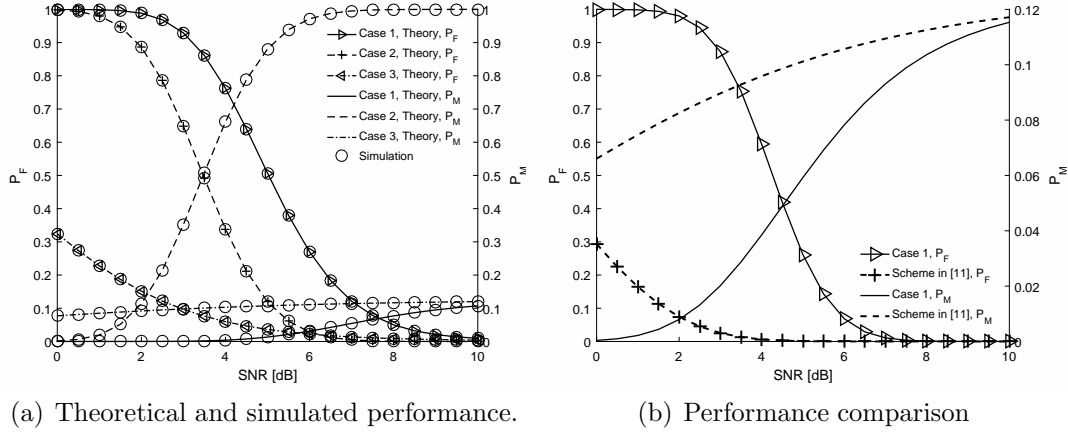 1
0.9
0.8
0.7
0.6
0.5
0.4
0.3
0.2
0.1
0
P_F
0 2 4 6 8 10
SNR [dB]
1
0.9
0.8
0.7
0.6
0.5
0.4
0.3
0.2
0.1
0
P_M
Case 1, Theory, P_F
Case 2, Theory, P_F
Case 3, Theory, P_F
Case 1, Theory, P_M
Case 2, Theory, P_M
Case 3, Theory, P_M
Simulation
(a) Theoretical and simulated performance.
1
0.9
0.8
0.7
0.6
0.5
0.4
0.3
0.2
0.1
0
P_F
0 2 4 6 8 10
SNR [dB]
0.12
0.1
0.08
0.06
0.04
0.02
0
P_M
Case 1, P_F
Scheme in [11], P_F
Case 1, P_M
Scheme in [11], P_M
(b) Performance comparison